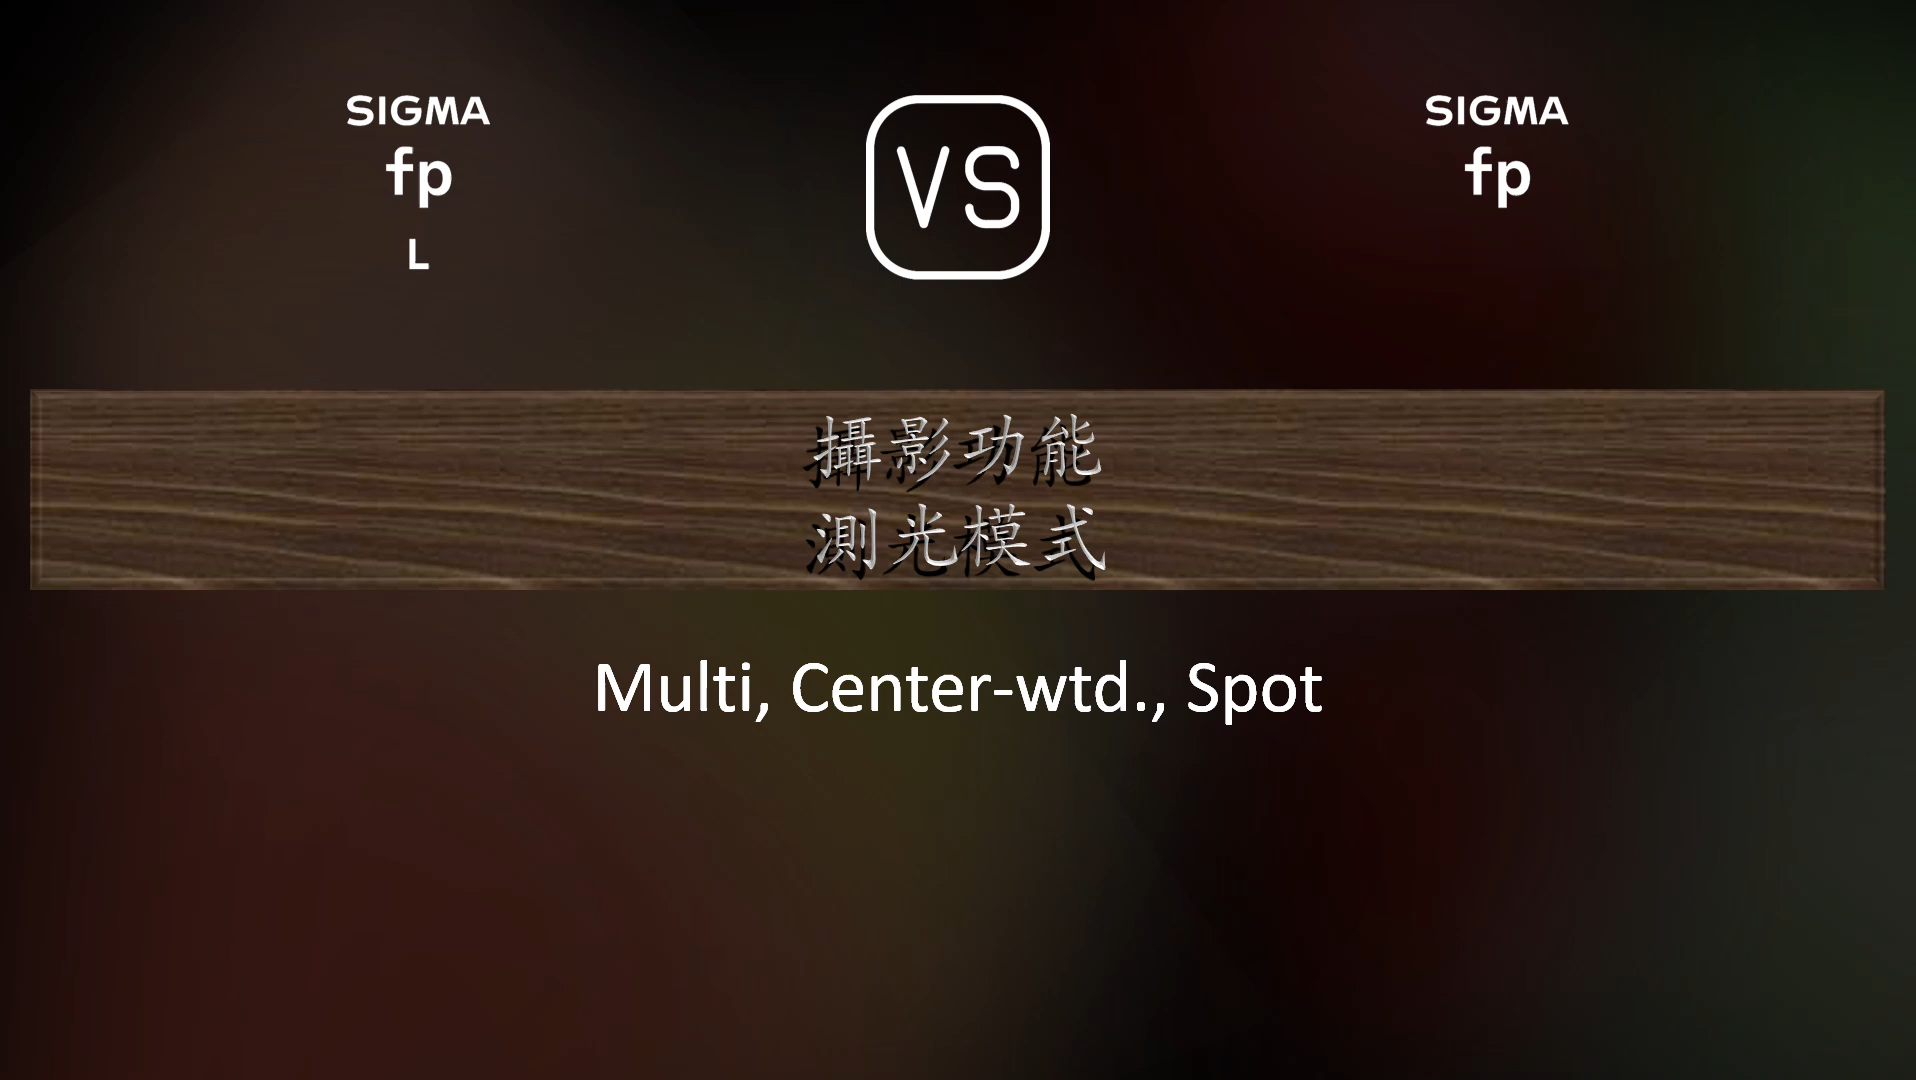 SIGMA
fp
L
VS
SIGMA
fp
攝影功能
測光模式
Multi, Center-wtd., Spot